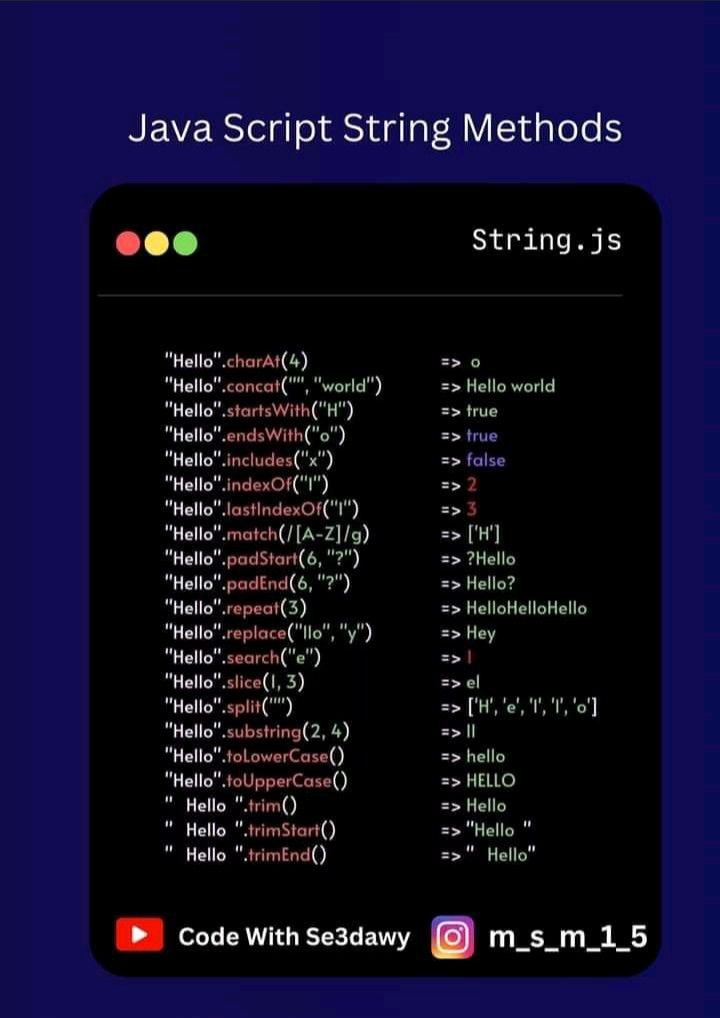 Java Script String Methods
String.js
"Hello".charAt(4) => o
"Hello".concat("", "world") => Hello world
"Hello".startsWith("H") => true
"Hello".endsWith("o") => true
"Hello".includes("x") => false
"Hello".indexOf("l") => 2
"Hello".lastIndexOf("l") => 3
"Hello".match(/[A-Z]/g) => ['H']
"Hello".padStart(6, "?") => ?Hello
"Hello".padEnd(6, "?") => Hello?
"Hello".repeat(3) => HelloHelloHello
"Hello".replace("llo", "y") => Hey
"Hello".search("e") => 1
"Hello".slice(1, 3) => el
"Hello".split("") => ['H', 'e', 'l', 'l', 'o']
"Hello".substring(2, 4) => ll
"Hello".toLowerCase() => hello
"Hello".toUpperCase() => HELLO
"  Hello ".trim() => Hello
"  Hello ".trimStart() => "Hello "
"  Hello ".trimEnd() => "  Hello"
Code With Se3dawy m_s_m_1_5